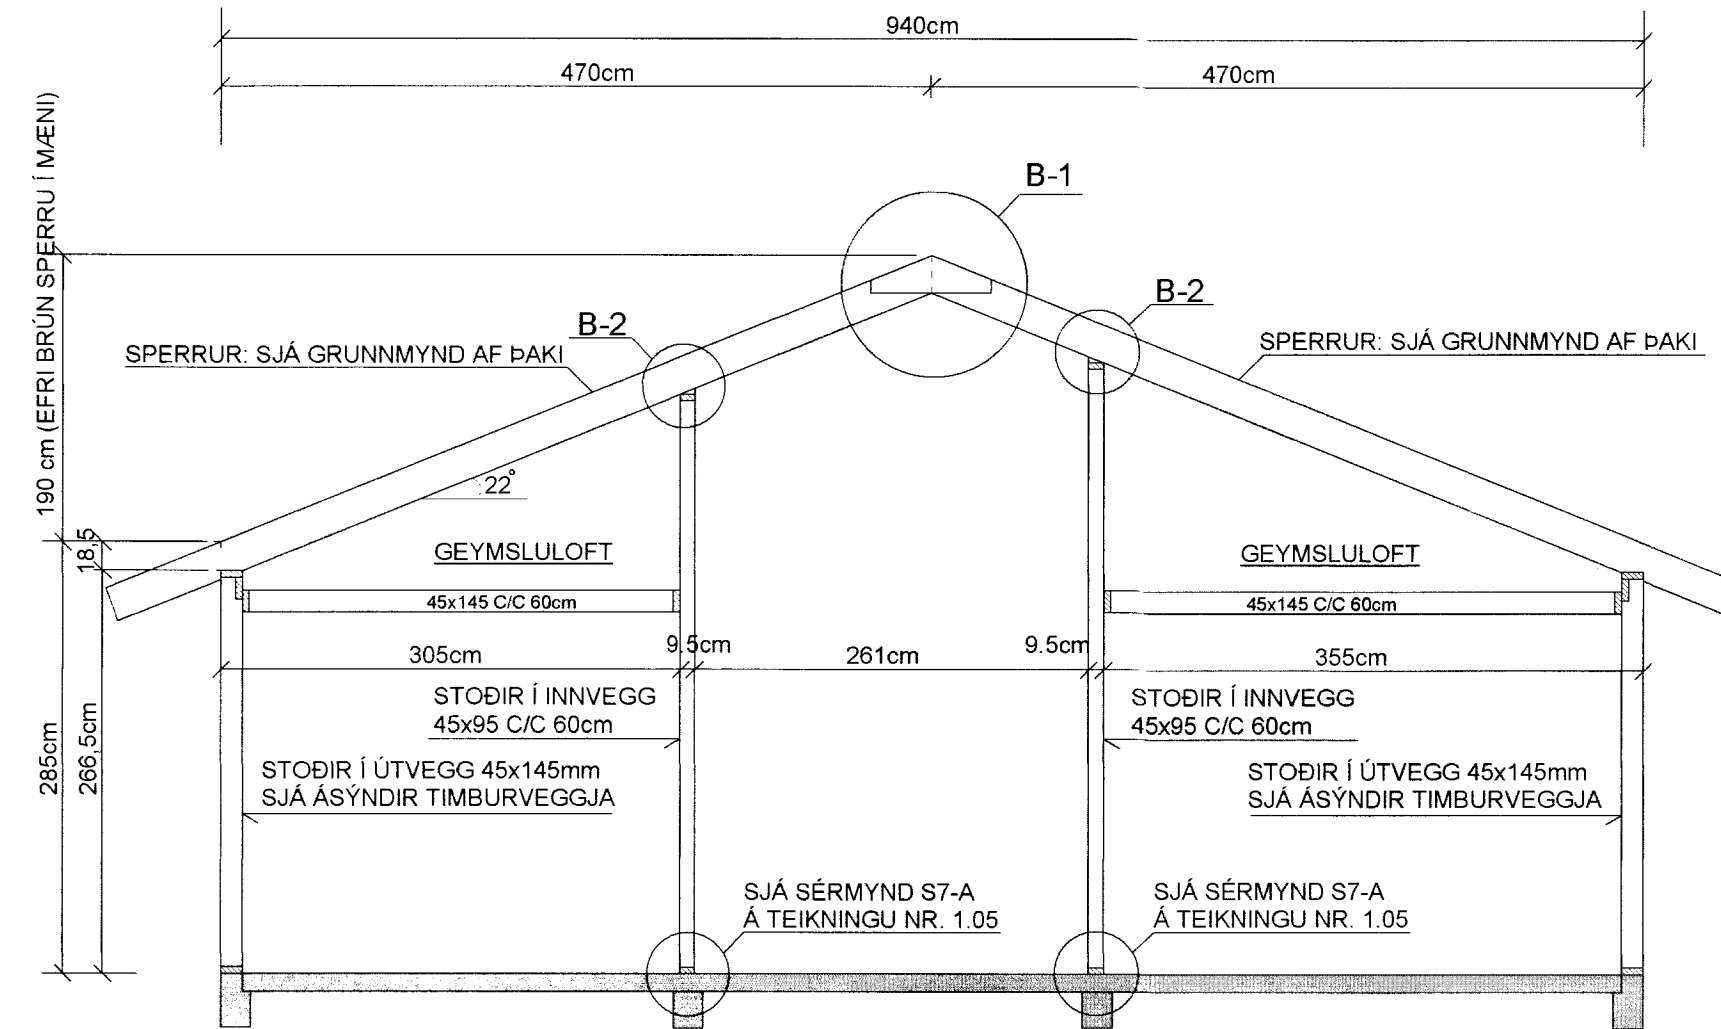 940cm
470cm
470cm
190 cm (EFRI BRÚN SPERRU Í MÆNI)
B-1
B-2
B-2
SPERRUR: SJÁ GRUNNMYND AF ÞAKI
SPERRUR: SJÁ GRUNNMYND AF ÞAKI
22°
18,5
GEYMSLULOFT
GEYMSLULOFT
45x145 C/C 60cm
45x145 C/C 60cm
305cm
9.5cm
261cm
9.5cm
355cm
285cm
266,5cm
STOÐIR Í INNVEGG
45x95 C/C 60cm
STOÐIR Í INNVEGG
45x95 C/C 60cm
STOÐIR Í ÚTVEGG 45x145mm
SJÁ ÁSÝNDIR TIMBURVEGGJA
STOÐIR Í ÚTVEGG 45x145mm
SJÁ ÁSÝNDIR TIMBURVEGGJA
SJÁ SÉRMYND S7-A
Á TEIKNINGU NR. 1.05
SJÁ SÉRMYND S7-A
Á TEIKNINGU NR. 1.05